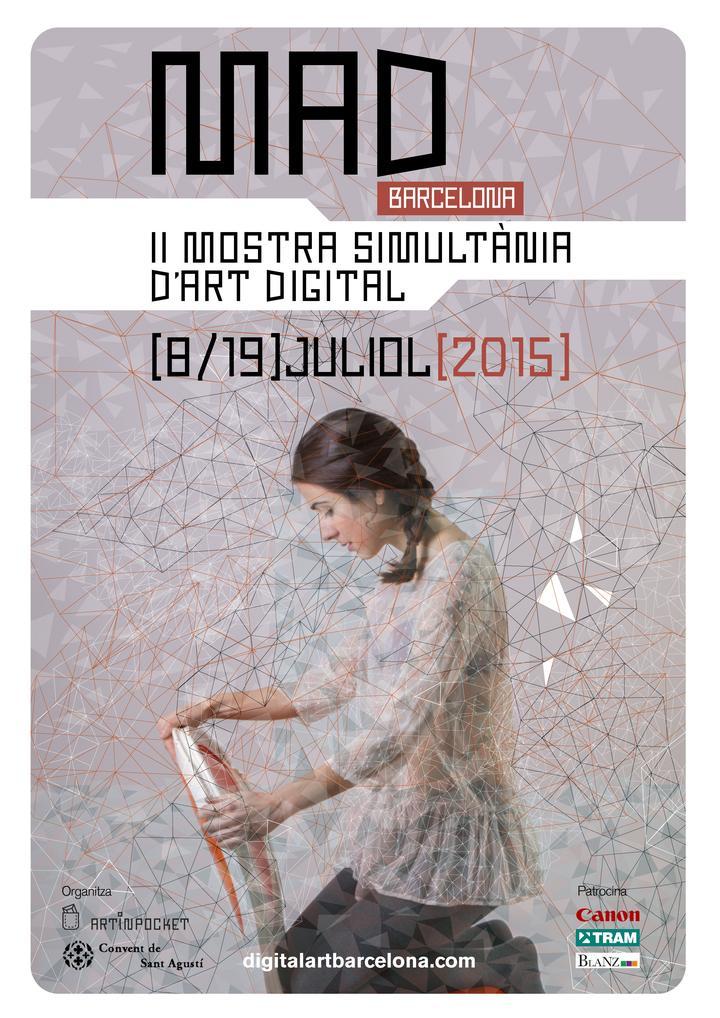 MAD
BARCELONA
II MOSTRA SIMULTÀNIA
D'ART DIGITAL
[8/19]JULIOL[2015]
Organitza
ARTINPOCKET
Convent de
Sant Agustí
digitalartbarcelona.com
Patrocina
Canon
TRAM
BLANZ